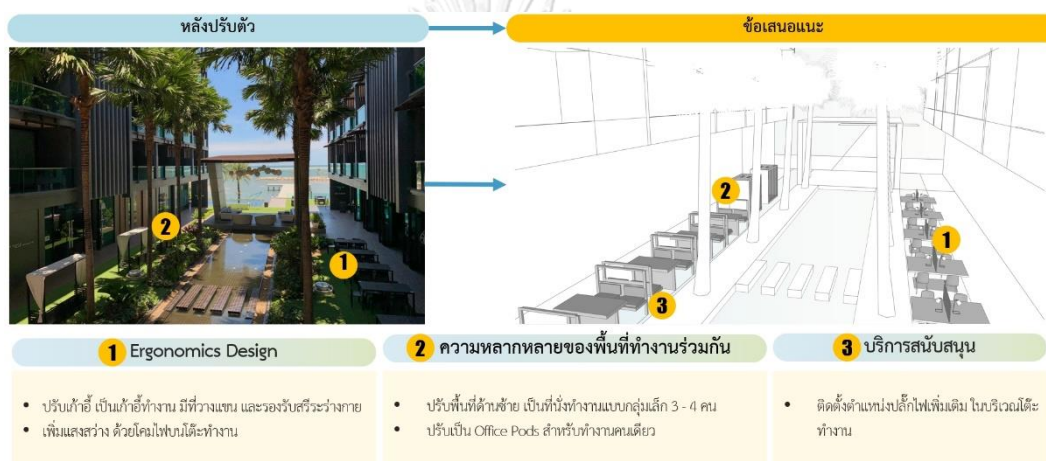 หลังปรับตัว
ข้อเสนอแนะ
2
1
2
1
3
1 Ergonomics Design
2 ความหลากหลายของพื้นที่ทำงานร่วมกัน
3 บริการสนับสนุน
• ปรับเก้าอี้ เป็นเก้าอี้ทำงาน มีที่วางแขน และรองรับสรีระร่างกาย
• เพิ่มแสงสว่าง ด้วยโคมไฟบนโต๊ะทำงาน
• ปรับพื้นที่ด้านซ้าย เป็นที่นั่งทำงานแบบกลุ่มเล็ก 3 - 4 คน
• ปรับเป็น Office Pods สำหรับทำงานคนเดียว
• ติดตั้งตำแหน่งปลั๊กไฟเพิ่มเติม ในบริเวณโต๊ะ
ทำงาน